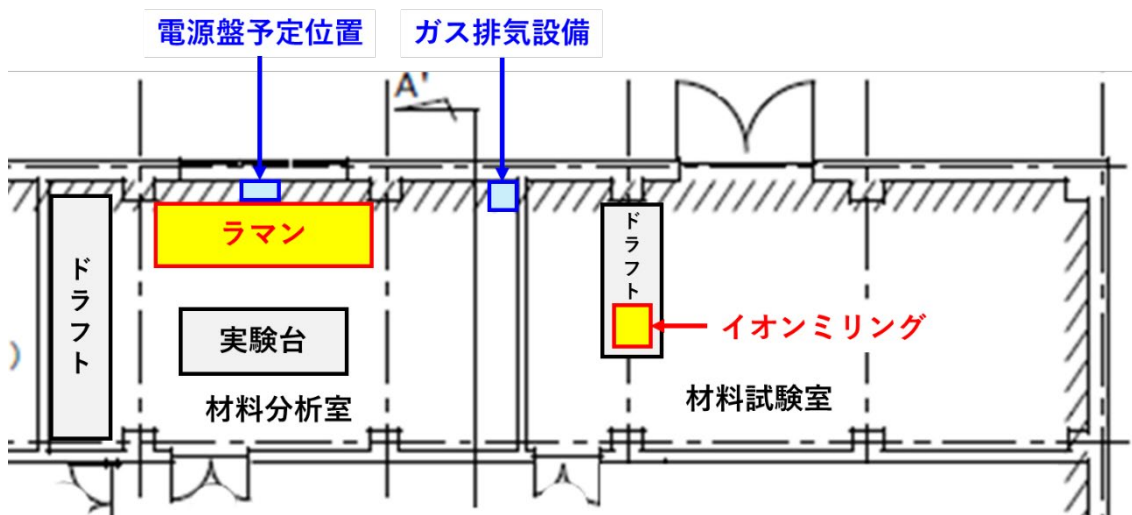 電源盤予定位置
ガス排気設備
A'
ラマン
ドラフト
ドラフト
実験台
イオンミリング
)
材料分析室
材料試験室